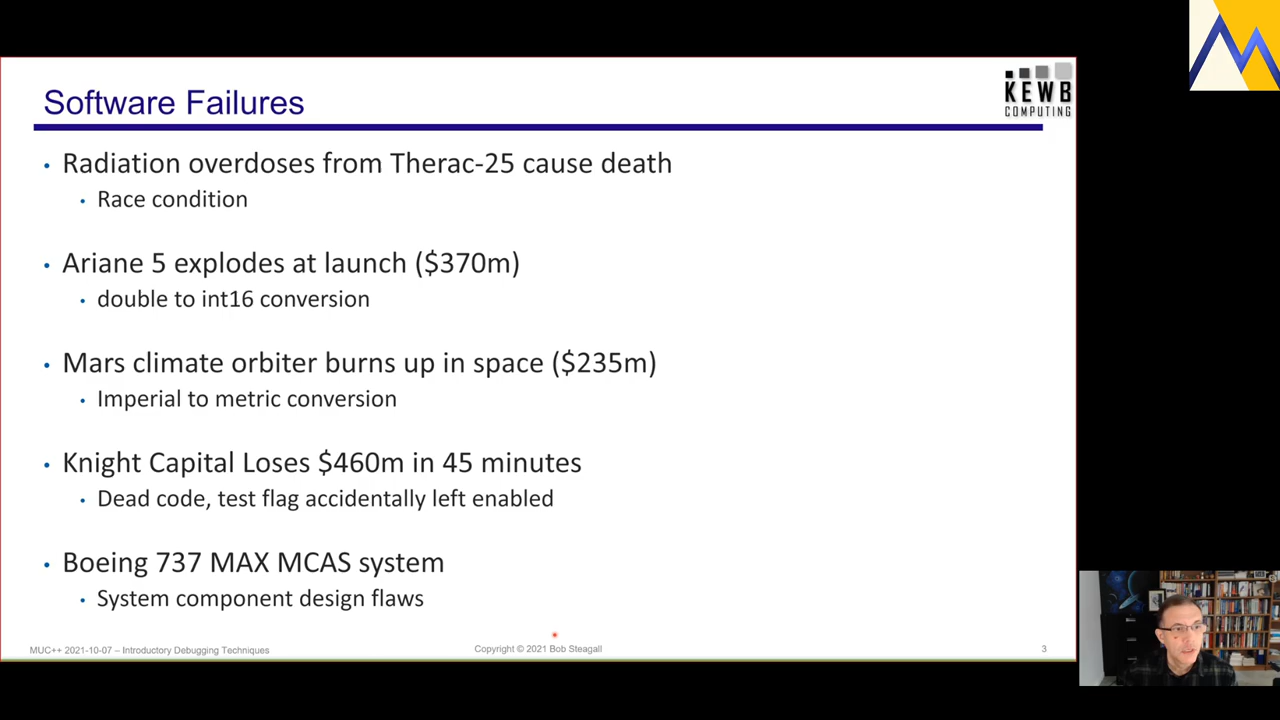 Software Failures
KEWB
COMPUTING
• Radiation overdoses from Therac-25 cause death
• Race condition
• Ariane 5 explodes at launch ($370m)
• double to int16 conversion
• Mars climate orbiter burns up in space ($235m)
• Imperial to metric conversion
• Knight Capital Loses $460m in 45 minutes
• Dead code, test flag accidentally left enabled
• Boeing 737 MAX MCAS system
• System component design flaws
MUC++ 2021-10-07 – Introductory Debugging Techniques
Copyright © 2021 Bob Steagall
3